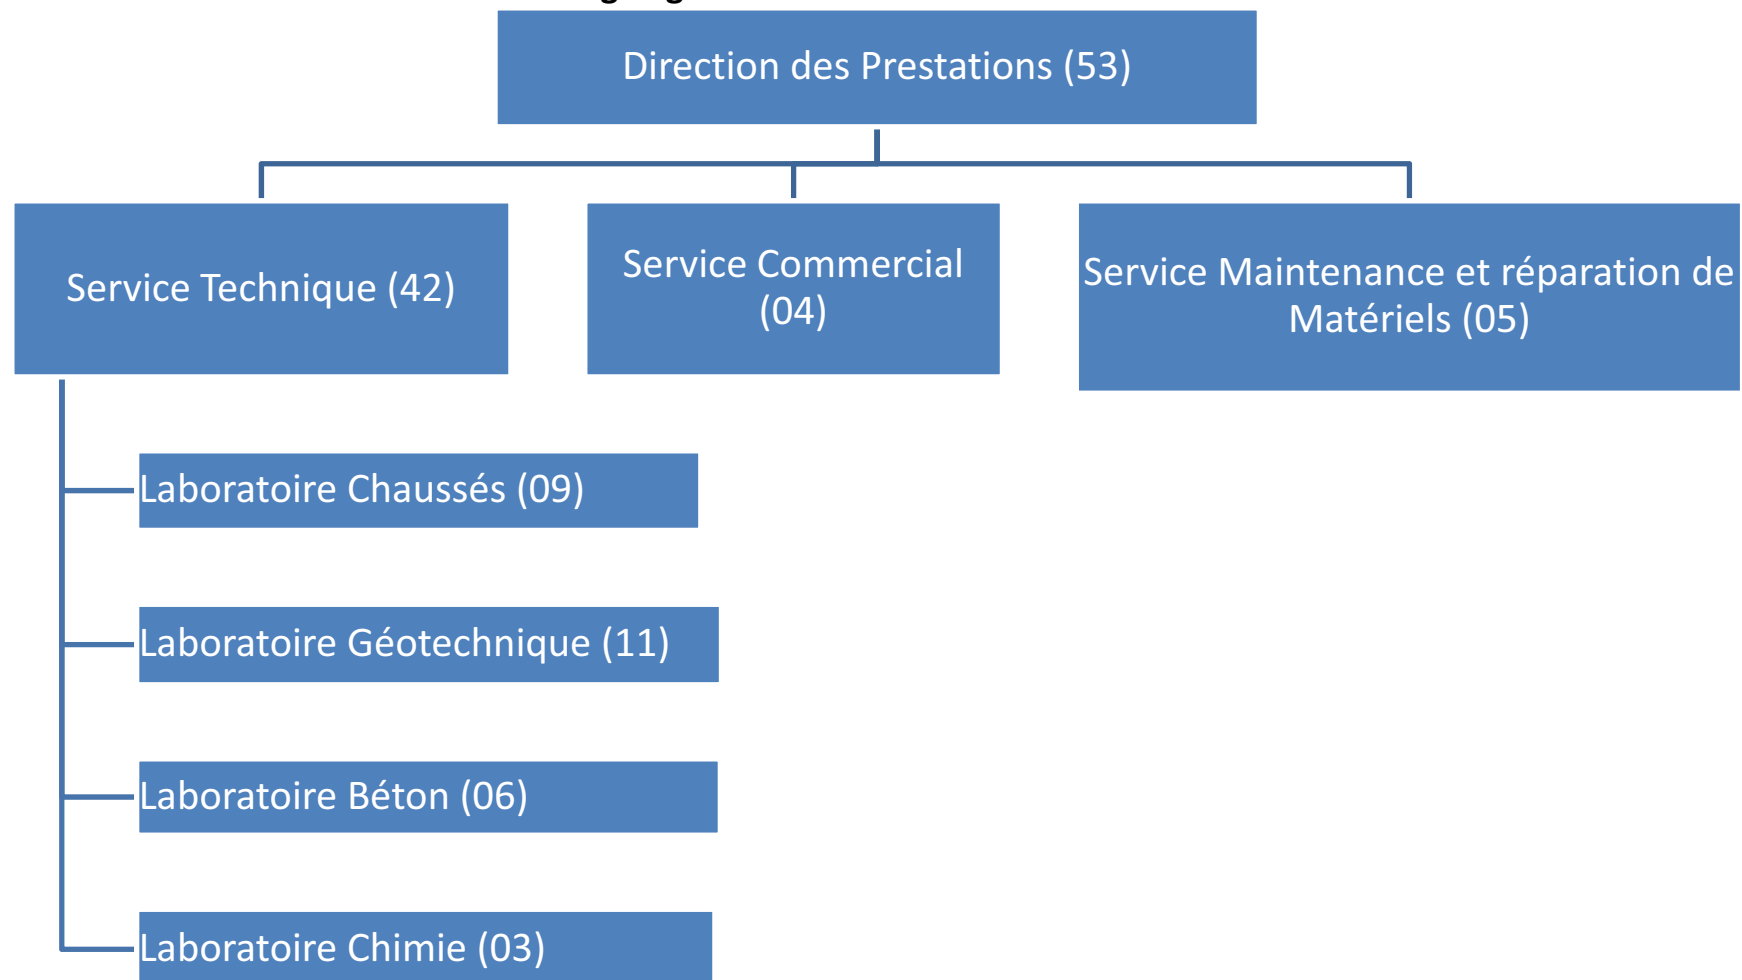 Direction des Prestations (53)
Service Technique (42)
Service Commercial
(04)
Service Maintenance et réparation de
Matériels (05)
Laboratoire Chaussés (09)
Laboratoire Géotechnique (11)
Laboratoire Béton (06)
Laboratoire Chimie (03)